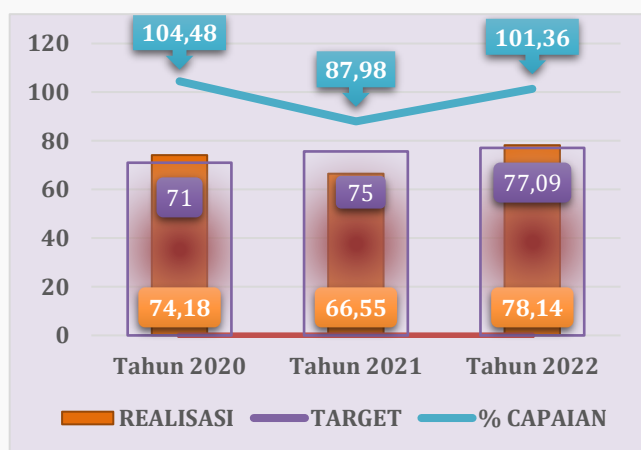 104,48
87,98
101,36
120
100
80
60
40
20
0
71
75
77,09
74,18
66,55
78,14
Tahun 2020
Tahun 2021
Tahun 2022
REALISASI
TARGET
% CAPAIAN